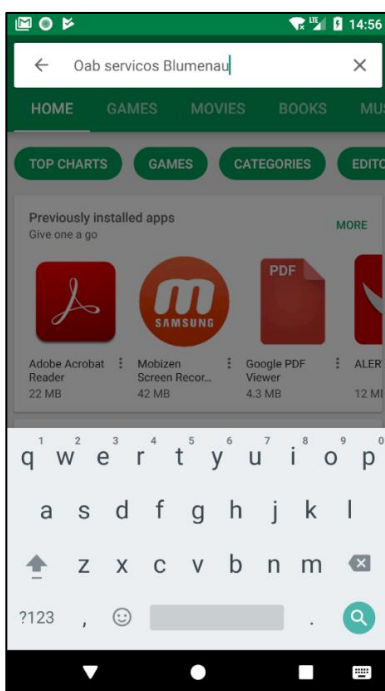 LTE 14:56
Oab servicos Blumenau
HOME GAMES MOVIES BOOKS MU
TOP CHARTS GAMES CATEGORIES EDITO
Previously installed apps
Give one a go
MORE
SAMSUNG
PDF
Adobe Acrobat Reader
22 MB
Mobizen
Screen Recor...
42 MB
Google PDF
Viewer
4.3 MB
ALER
12 MB
1 2 3 4 5 6 7 8 9 0
q w e r t y u i o p
a s d f g h j k l
z x c v b n m
?123 , .